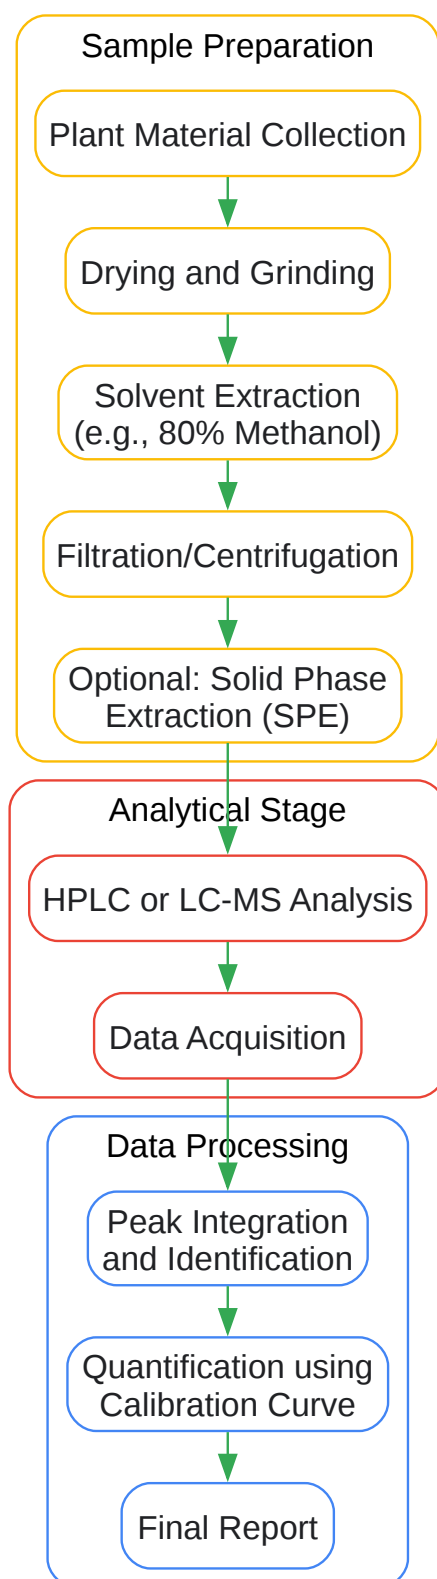 Sample Preparation
Plant Material Collection
Drying and Grinding
Solvent Extraction
(e.g., 80% Methanol)
Filtration/Centrifugation
Optional: Solid Phase
Extraction (SPE)
Analytical Stage
HPLC or LC-MS Analysis
Data Acquisition
Data Processing
Peak Integration
and Identification
Quantification using
Calibration Curve
Final Report